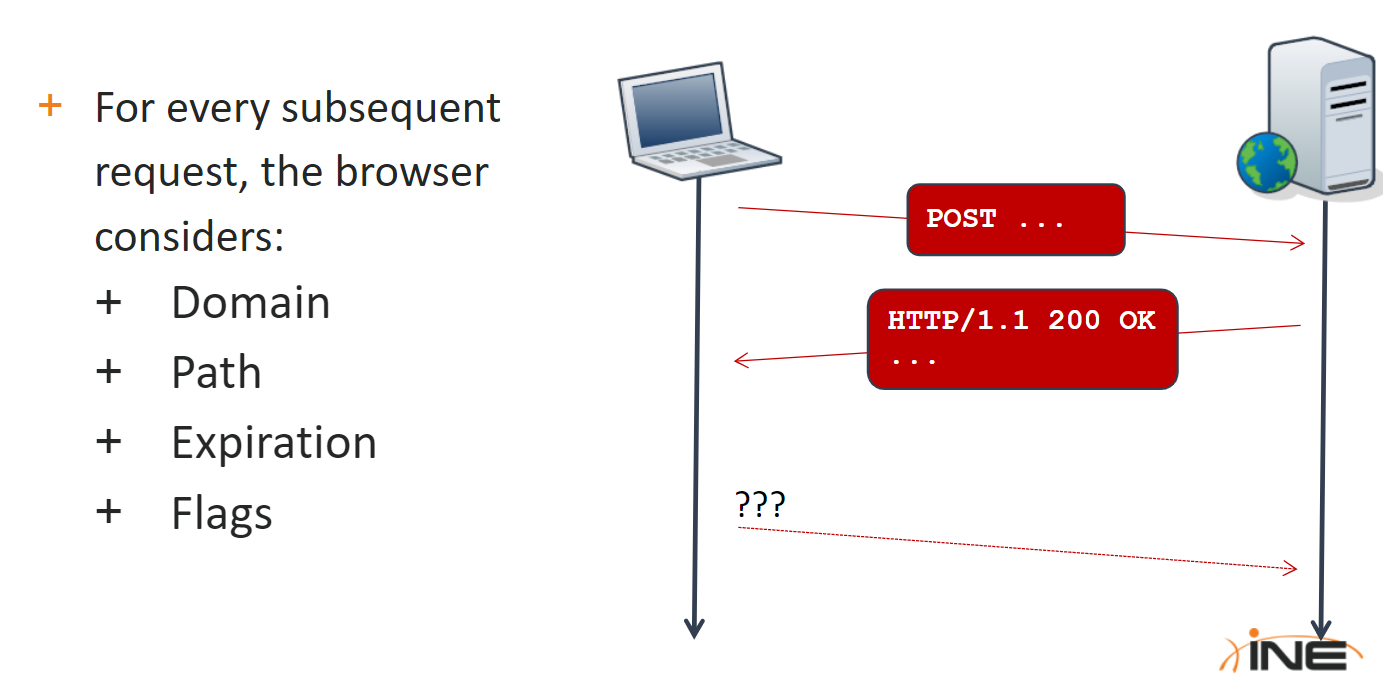 + For every subsequent
request, the browser
considers:
+ Domain
+ Path
+ Expiration
+ Flags
POST ...
HTTP/1.1 200 OK
...
???
INE